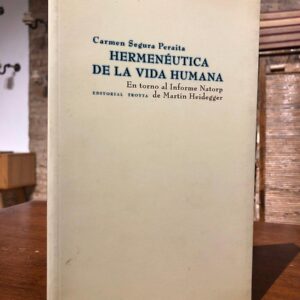 Carmen Segura Peraita
HERMENÉUTICA
DE LA VIDA HUMANA
En torno al Informe Natorp
EDITORIAL TROTTA de Martin Heidegger